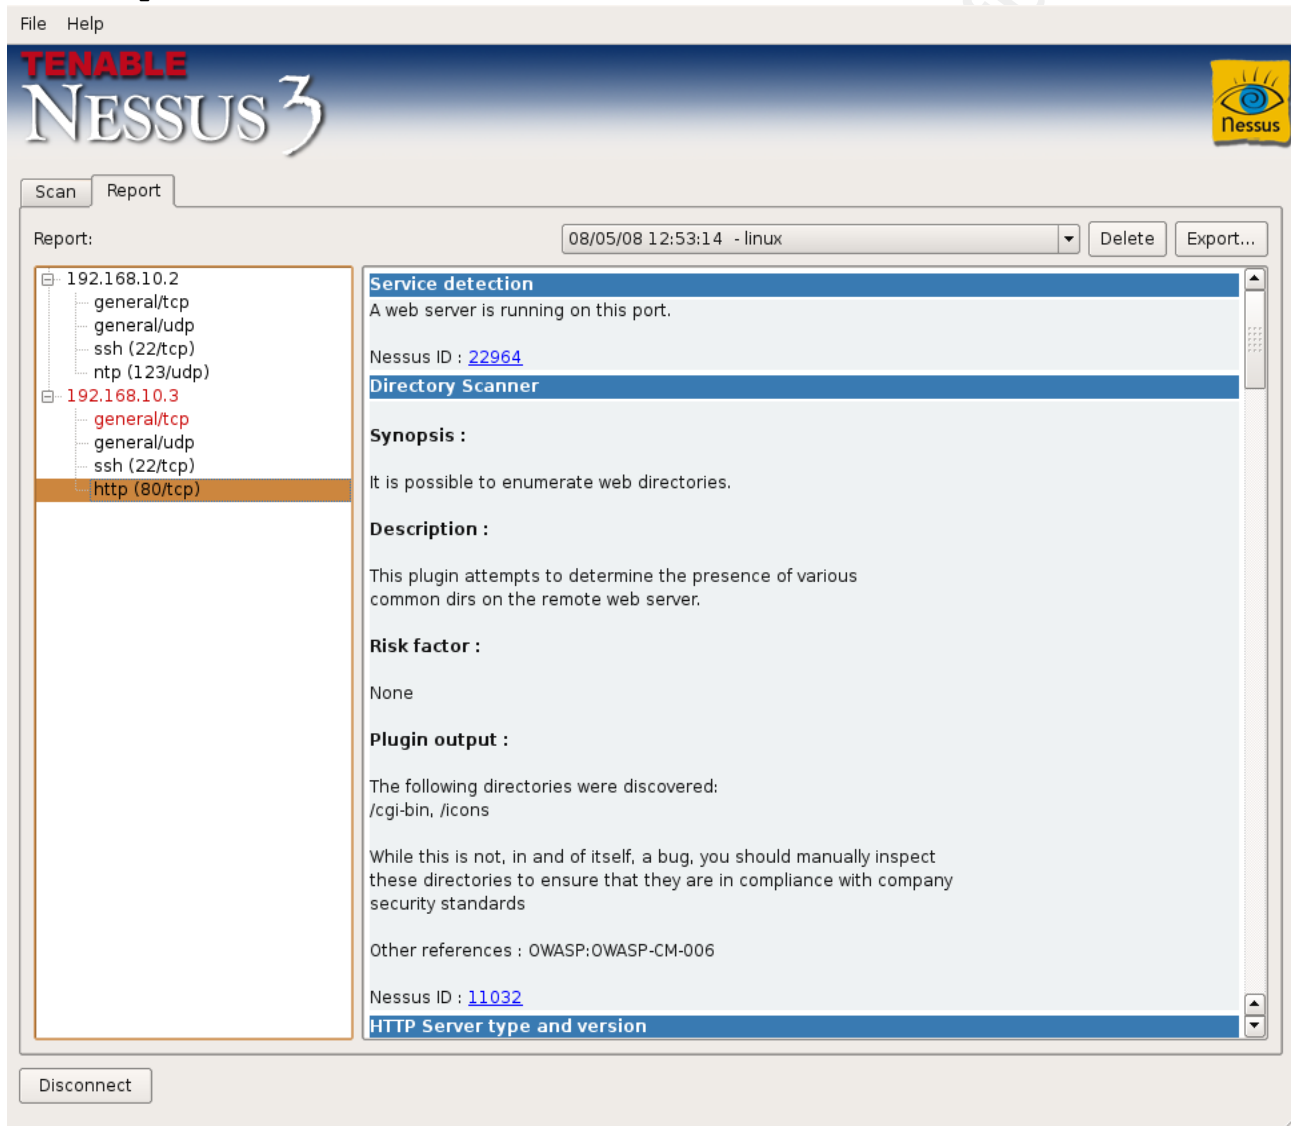 File Help
TENABLE
NESSUS 3
nessus
Scan Report
Report:
08/05/08 12:53:14 - linux
Delete Export...
192.168.10.2
general/tcp
general/udp
ssh (22/tcp)
ntp (123/udp)
192.168.10.3
general/tcp
general/udp
ssh (22/tcp)
http (80/tcp)
Service detection
A web server is running on this port.
Nessus ID : 22964
Directory Scanner
Synopsis :
It is possible to enumerate web directories.
Description :
This plugin attempts to determine the presence of various
common dirs on the remote web server.
Risk factor :
None
Plugin output :
The following directories were discovered:
/cgi-bin, /icons
While this is not, in and of itself, a bug, you should manually inspect
these directories to ensure that they are in compliance with company
security standards
Other references : OWASP:OWASP-CM-006
Nessus ID : 11032
HTTP Server type and version
Disconnect